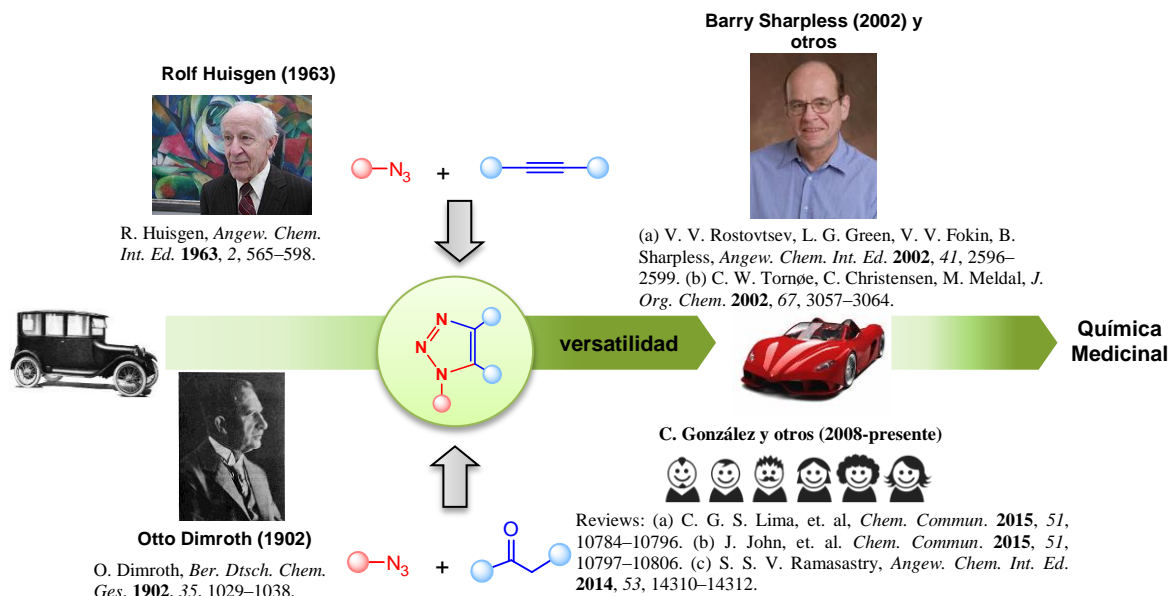 Barry Sharpless (2002) y
otros
Rolf Huisgen (1963)
N3
+
R. Huisgen, Angew. Chem.
Int. Ed. 1963, 2, 565–598.
(a) V. V. Rostovtsev, L. G. Green, V. V. Fokin, B.
Sharpless, Angew. Chem. Int. Ed. 2002, 41, 2596–
2599. (b) C. W. Tornøe, C. Christensen, M. Meldal, J.
Org. Chem. 2002, 67, 3057–3064.
N
N
N
versatilidad
Química
Medicinal
C. González y otros (2008-presente)
Otto Dimroth (1902)
O. Dimroth, Ber. Dtsch. Chem.
Ges. 1902, 35, 1029–1038.
N3
+
O
Reviews: (a) C. G. S. Lima, et. al, Chem. Commun. 2015, 51,
10784–10796. (b) J. John, et. al. Chem. Commun. 2015, 51,
10797–10806. (c) S. S. V. Ramasastry, Angew. Chem. Int. Ed.
2014, 53, 14310–14312.